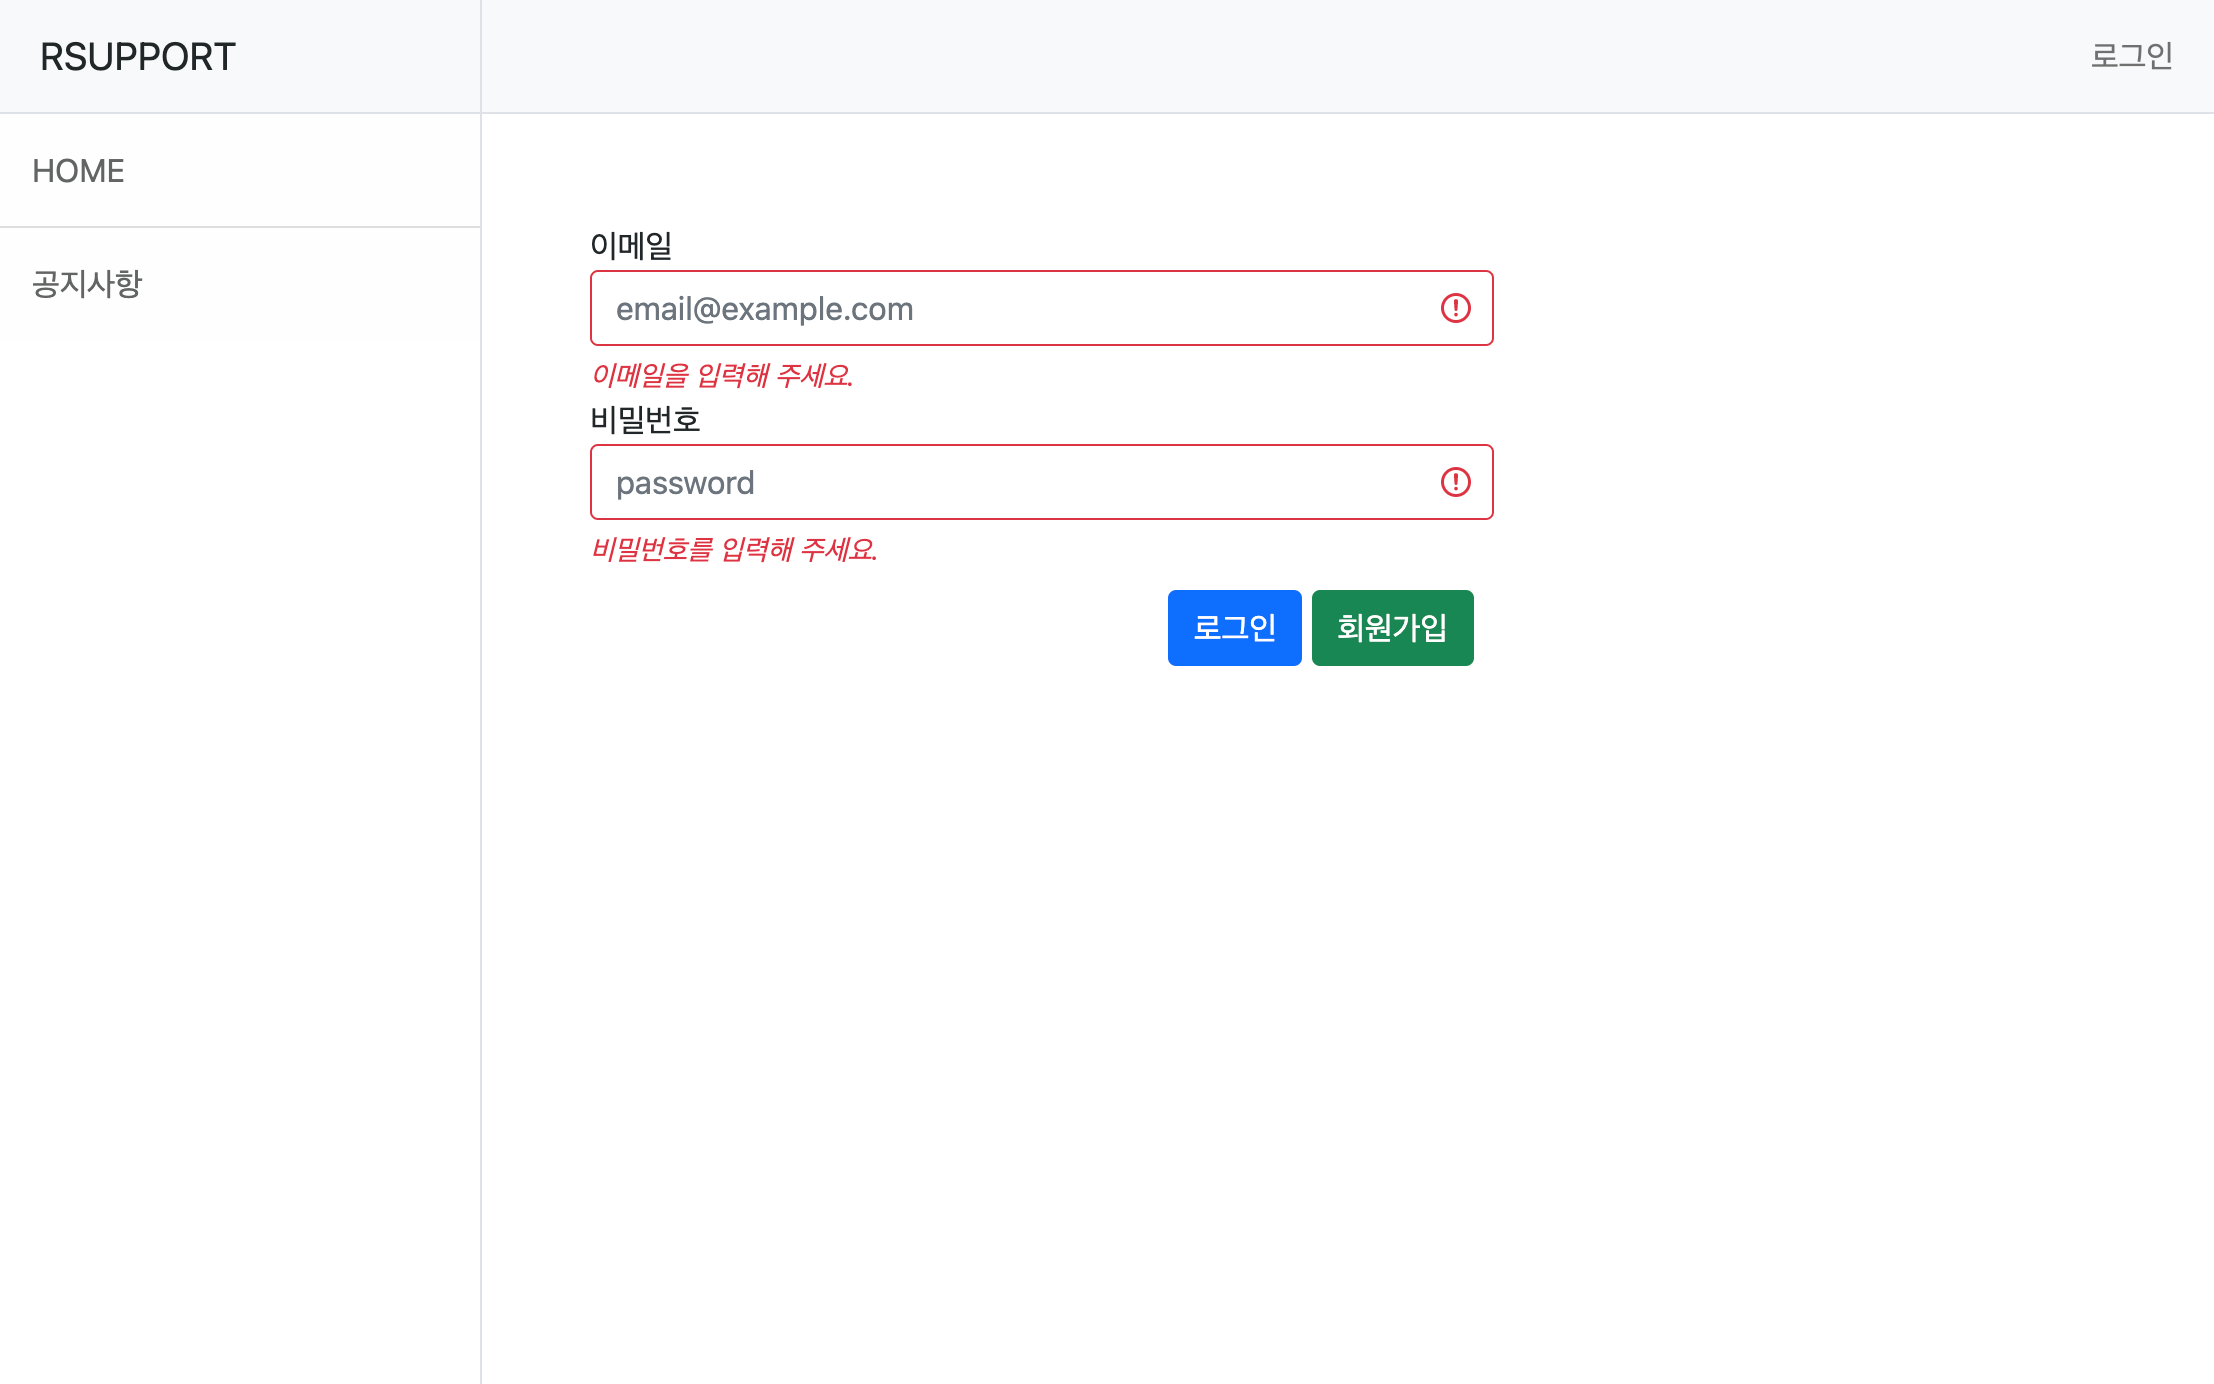 RSUPPORT
로그인
HOME
공지사항
이메일
email@example.com
이메일을 입력해 주세요.
비밀번호
password
비밀번호를 입력해 주세요.
로그인 회원가입